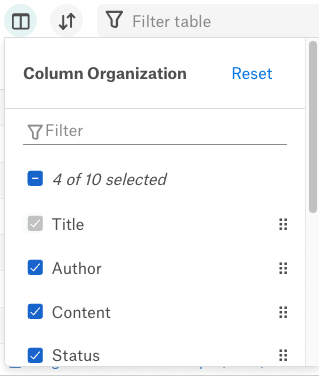 Filter table
Column Organization Reset
Filter
4 of 10 selected
Title
Author
Content
Status